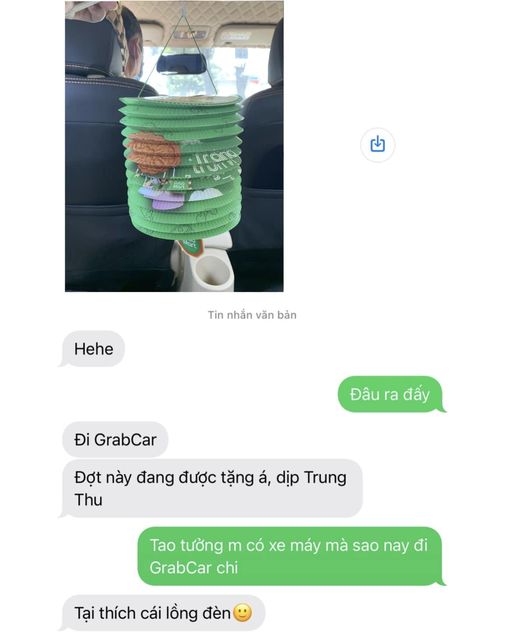 Tin nhắn văn bản
Hehe
Đâu ra đấy
Đi GrabCar
Đợt này đang được tặng á, dịp Trung
Thu
Tao tưởng m có xe máy mà sao nay đi
GrabCar chi
Tại thích cái lồng đèn🙂